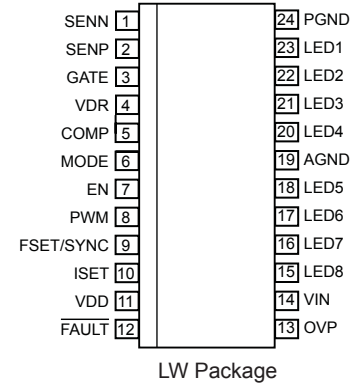 SENN 1 24 PGND
SENP 2 23 LED1
GATE 3 22 LED2
VDR 4 21 LED3
COMP 5 20 LED4
MODE 6 19 AGND
EN 7 18 LED5
PWM 8 17 LED6
FSET/SYNC 9 16 LED7
ISET 10 15 LED8
VDD 11 14 VIN
FAULT 12 13 OVP
LW Package